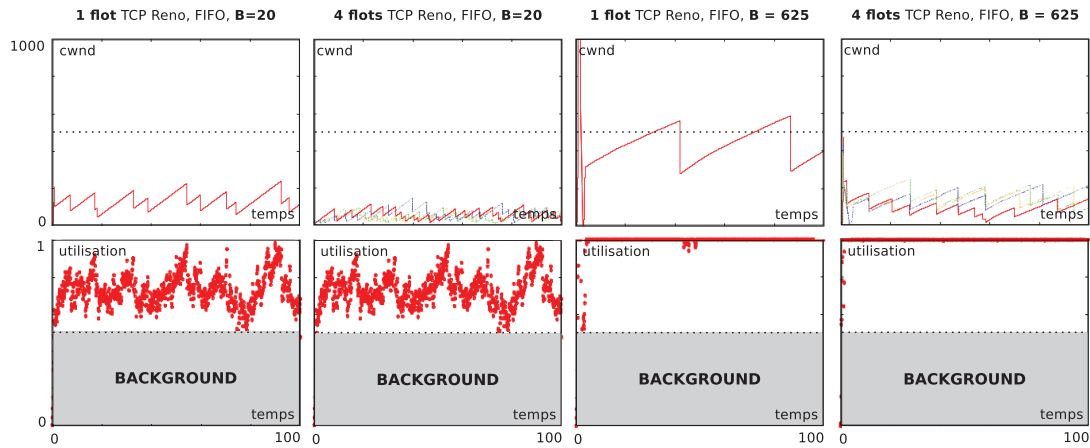 1 flot TCP Reno, FIFO, B=20
4 flots TCP Reno, FIFO, B=20
1 flot TCP Reno, FIFO, B = 625
4 flots TCP Reno, FIFO, B = 625
1000
cwnd
cwnd
cwnd
cwnd
0
temps
temps
temps
temps
1
utilisation
utilisation
utilisation
utilisation
BACKGROUND
BACKGROUND
BACKGROUND
BACKGROUND
0
temps
temps
temps
temps
0
100
0
100
0
100
0
100